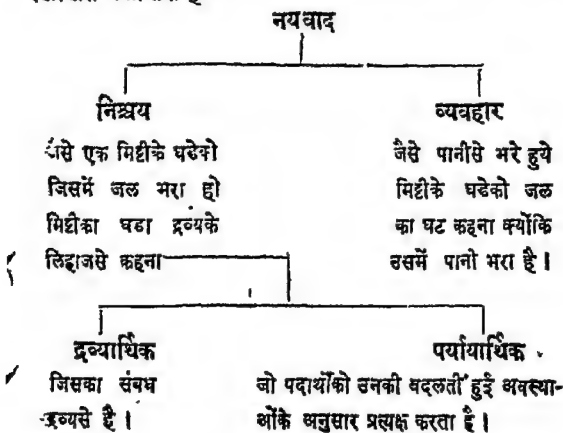 नयवाद
निश्चय
जैसे एक मिट्टीके घडेको
जिसमें जल भरा हो
मिट्टीका घडा द्रव्यके
लिहाजसे कहना
व्यवहार
जैसे पानीसे भरे हुये
मिट्टीके घडेको जल
का घट कहना क्योंकि
उसमें पानी भरा है।
द्रव्यार्थिक
जिसका संबध
द्रव्यसे है।
पर्यायार्थिक
जो पदार्थोंको उनकी बदलती हुई अवस्था-
ओंके अनुसार प्रत्यक्ष करता है।